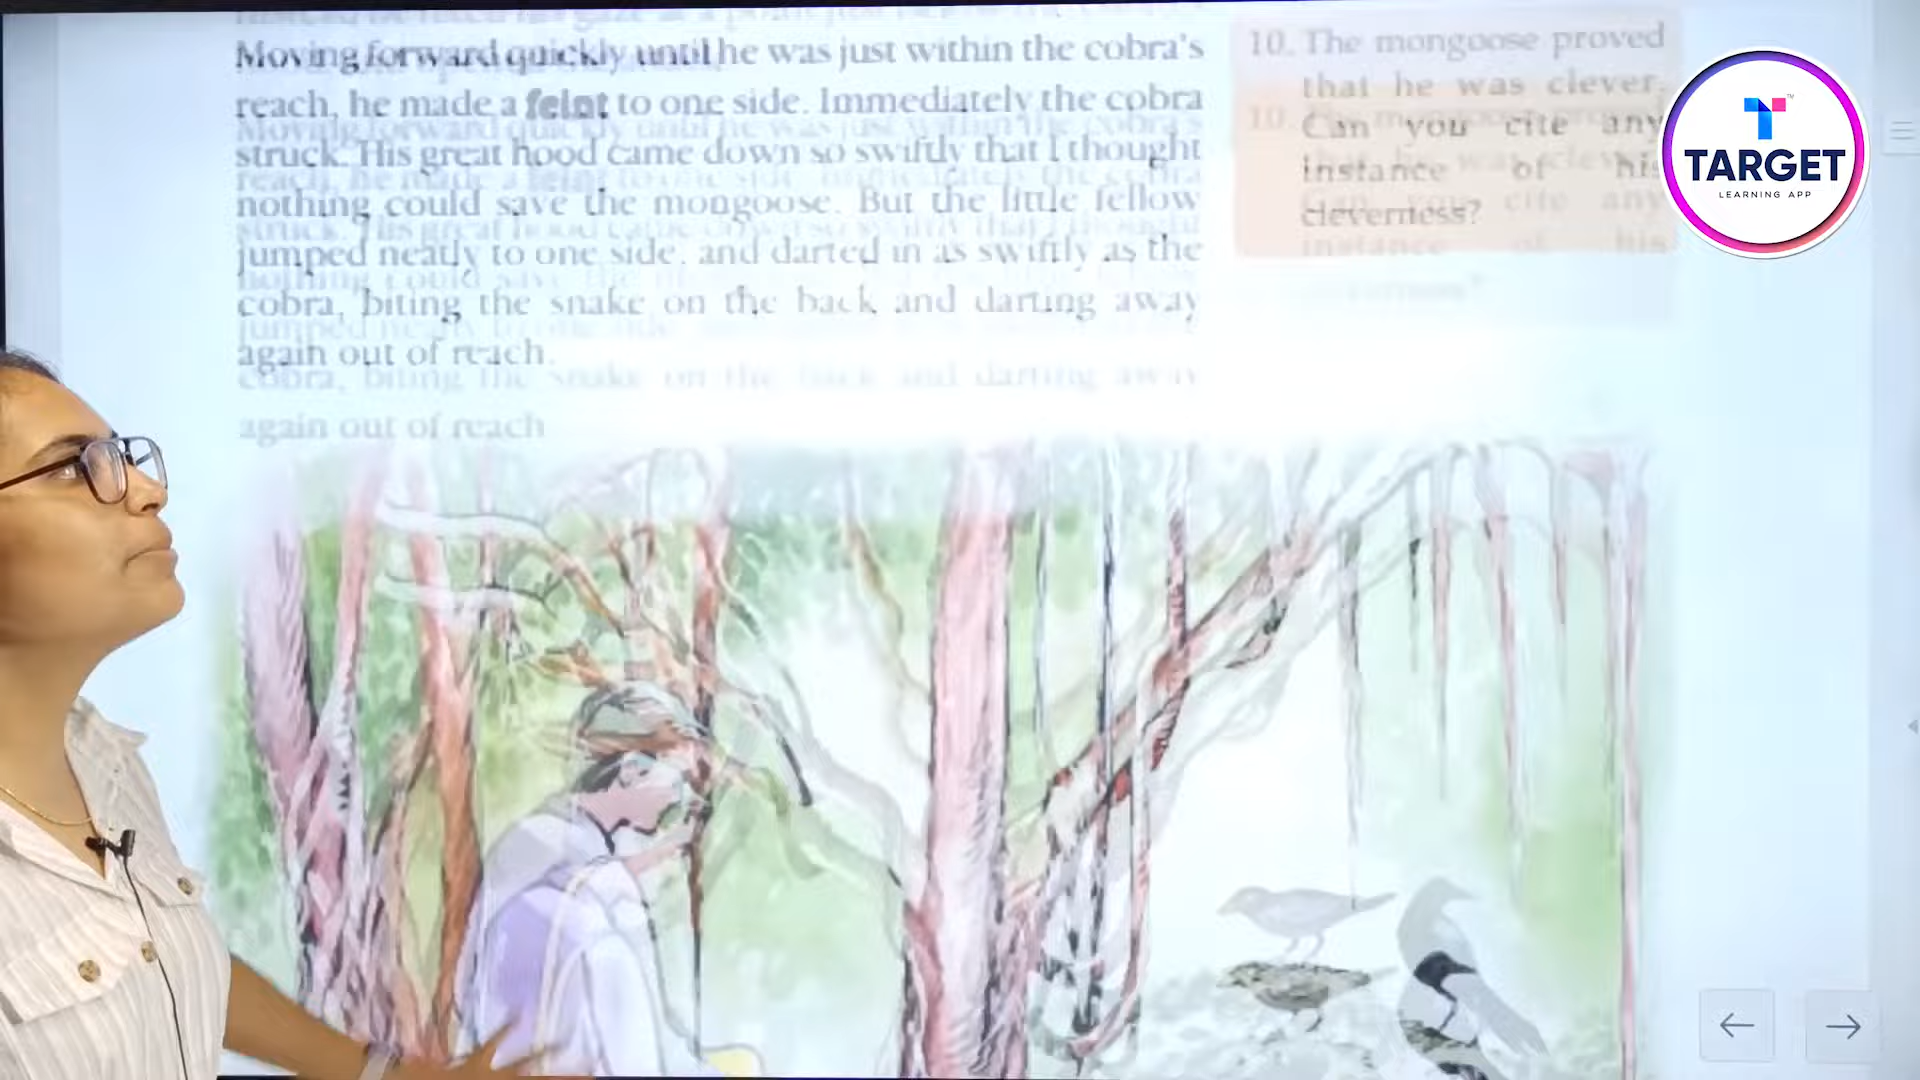 Moving forward quickly until he was just within the cobra's
reach, he made a feint to one side. Immediately the cobra
struck. His great hood came down so swiftly that I thought
nothing could save the mongoose. But the little fellow
jumped neatly to one side, and darted in as swiftly as the
cobra, biting the snake on the back and darting away
again out of reach.
10. The mongoose proved
that he was clever.
Can you cite any
instance of his
cleverness?
TARGET
LEARNING APP